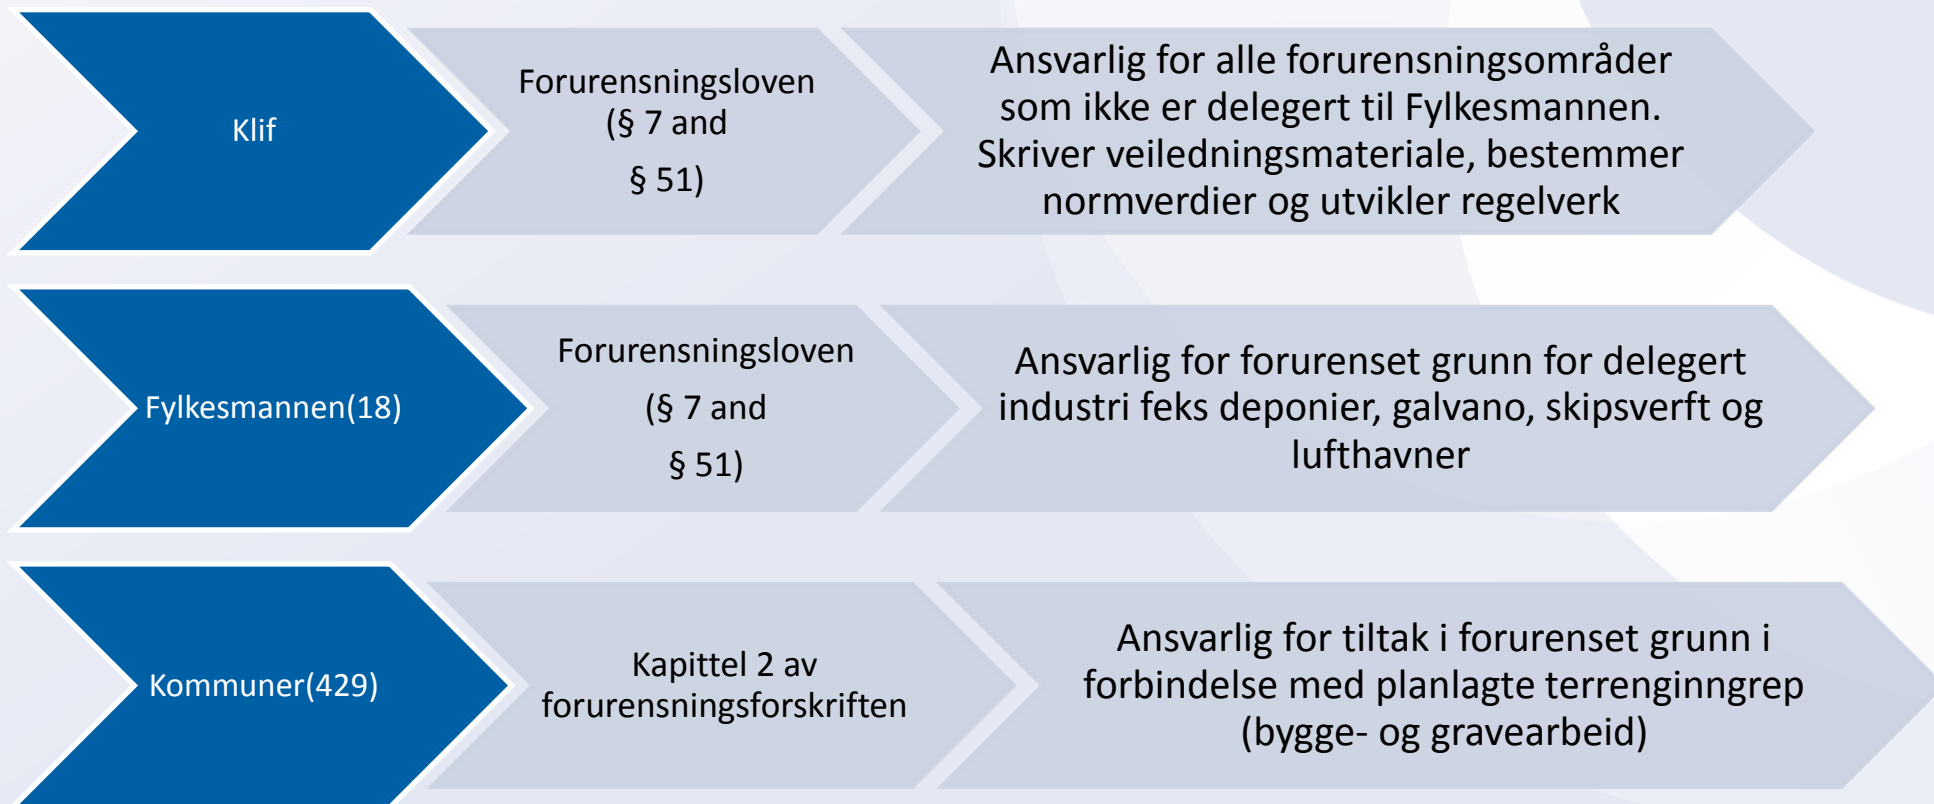 Klif
Forurensningsloven
(§ 7 and
§ 51)
Ansvarlig for alle forurensningsområder
som ikke er delegert til Fylkesmannen.
Skriver veiledningsmateriale, bestemmer
normverdier og utvikler regelverk
Fylkesmannen(18)
Forurensningsloven
(§ 7 and
§ 51)
Ansvarlig for forurenset grunn for delegert
industri feks deponier, galvano, skipsverft og
lufthavner
Kommuner(429)
Kapittel 2 av
forurensningsforskriften
Ansvarlig for tiltak i forurenset grunn i
forbindelse med planlagte terrenginngrep
(bygge- og gravearbeid)